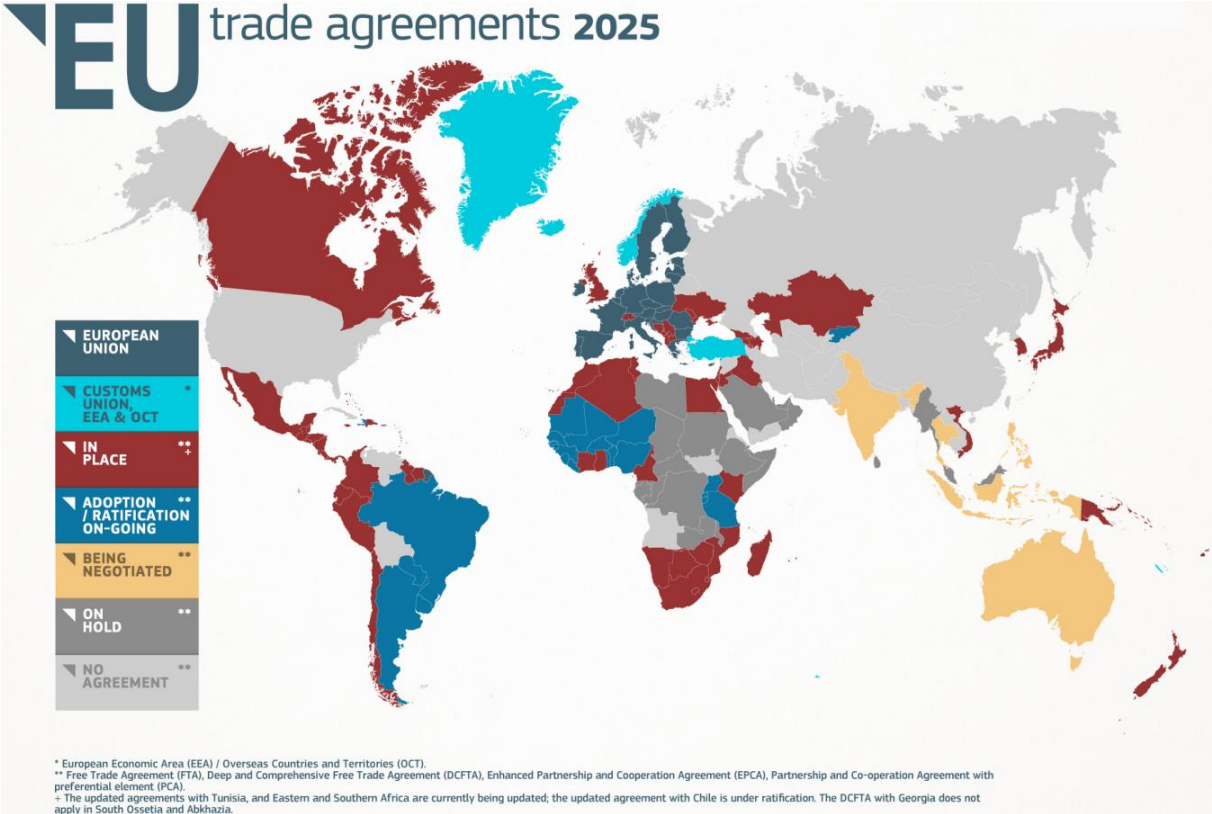 EU trade agreements 2025
EUROPEAN
UNION
CUSTOMS *
UNION,
EEA & OCT
IN **
PLACE +
ADOPTION **
/ RATIFICATION
ON-GOING
BEING **
NEGOTIATED
ON **
HOLD
NO **
AGREEMENT
* European Economic Area (EEA) / Overseas Countries and Territories (OCT).
** Free Trade Agreement (FTA), Deep and Comprehensive Free Trade Agreement (DCFTA), Enhanced Partnership and Cooperation Agreement (EPCA), Partnership and Co-operation Agreement with
preferential element (PCA).
+ The updated agreements with Tunisia, and Eastern and Southern Africa are currently being updated; the updated agreement with Chile is under ratification. The DCFTA with Georgia does not
apply in South Ossetia and Abkhazia.